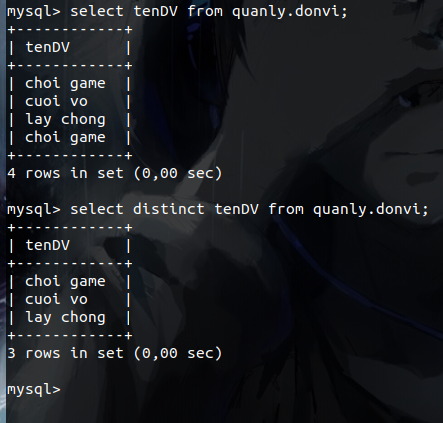 mysql> select tenDV from quanly.donvi;
+------------+
| tenDV      |
+------------+
| choi game  |
| cuoi vo    |
| lay chong  |
| choi game  |
+------------+
4 rows in set (0,00 sec)

mysql> select distinct tenDV from quanly.donvi;
+------------+
| tenDV      |
+------------+
| choi game  |
| cuoi vo    |
| lay chong  |
+------------+
3 rows in set (0,00 sec)

mysql>